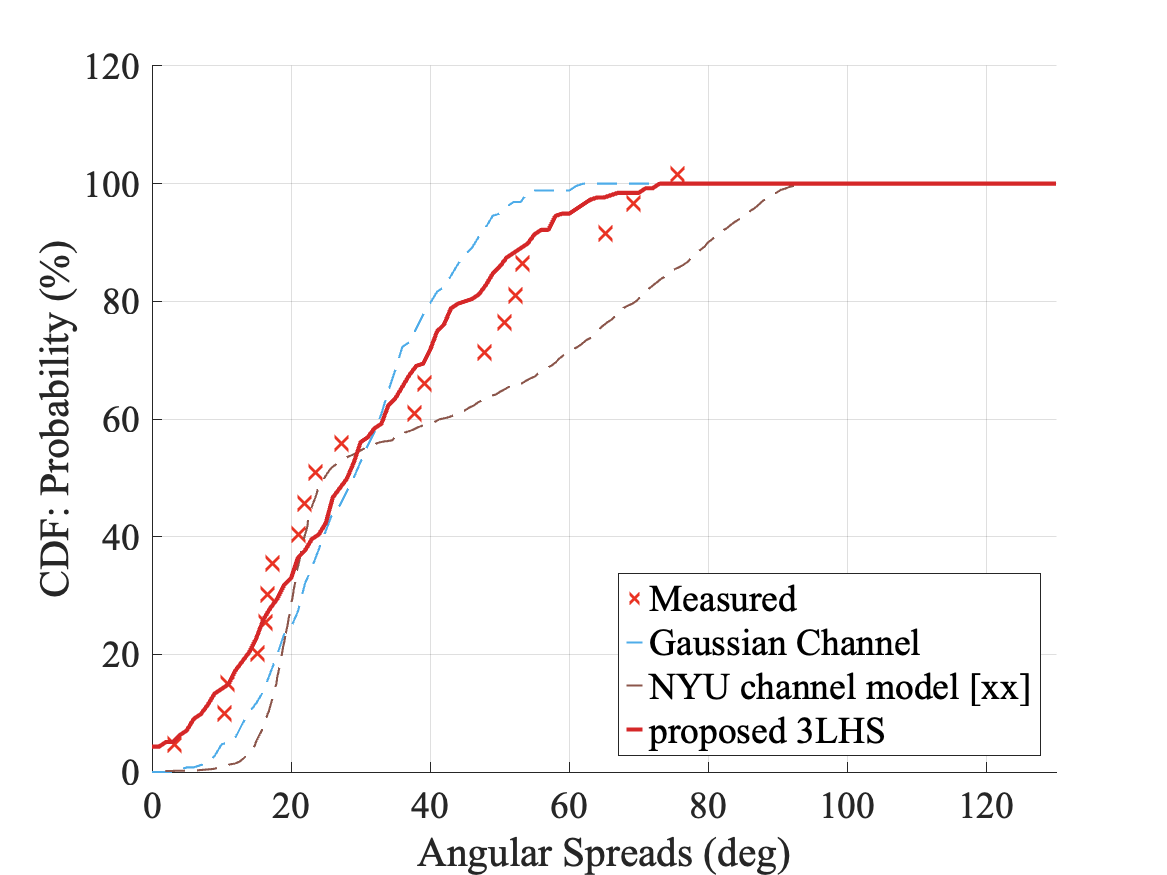 120
100
80
60
40
20
0
CDF: Probability (%)
0 20 40 60 80 100 120
Angular Spreads (deg)
Measured
Gaussian Channel
NYU channel model [xx]
proposed 3LHS